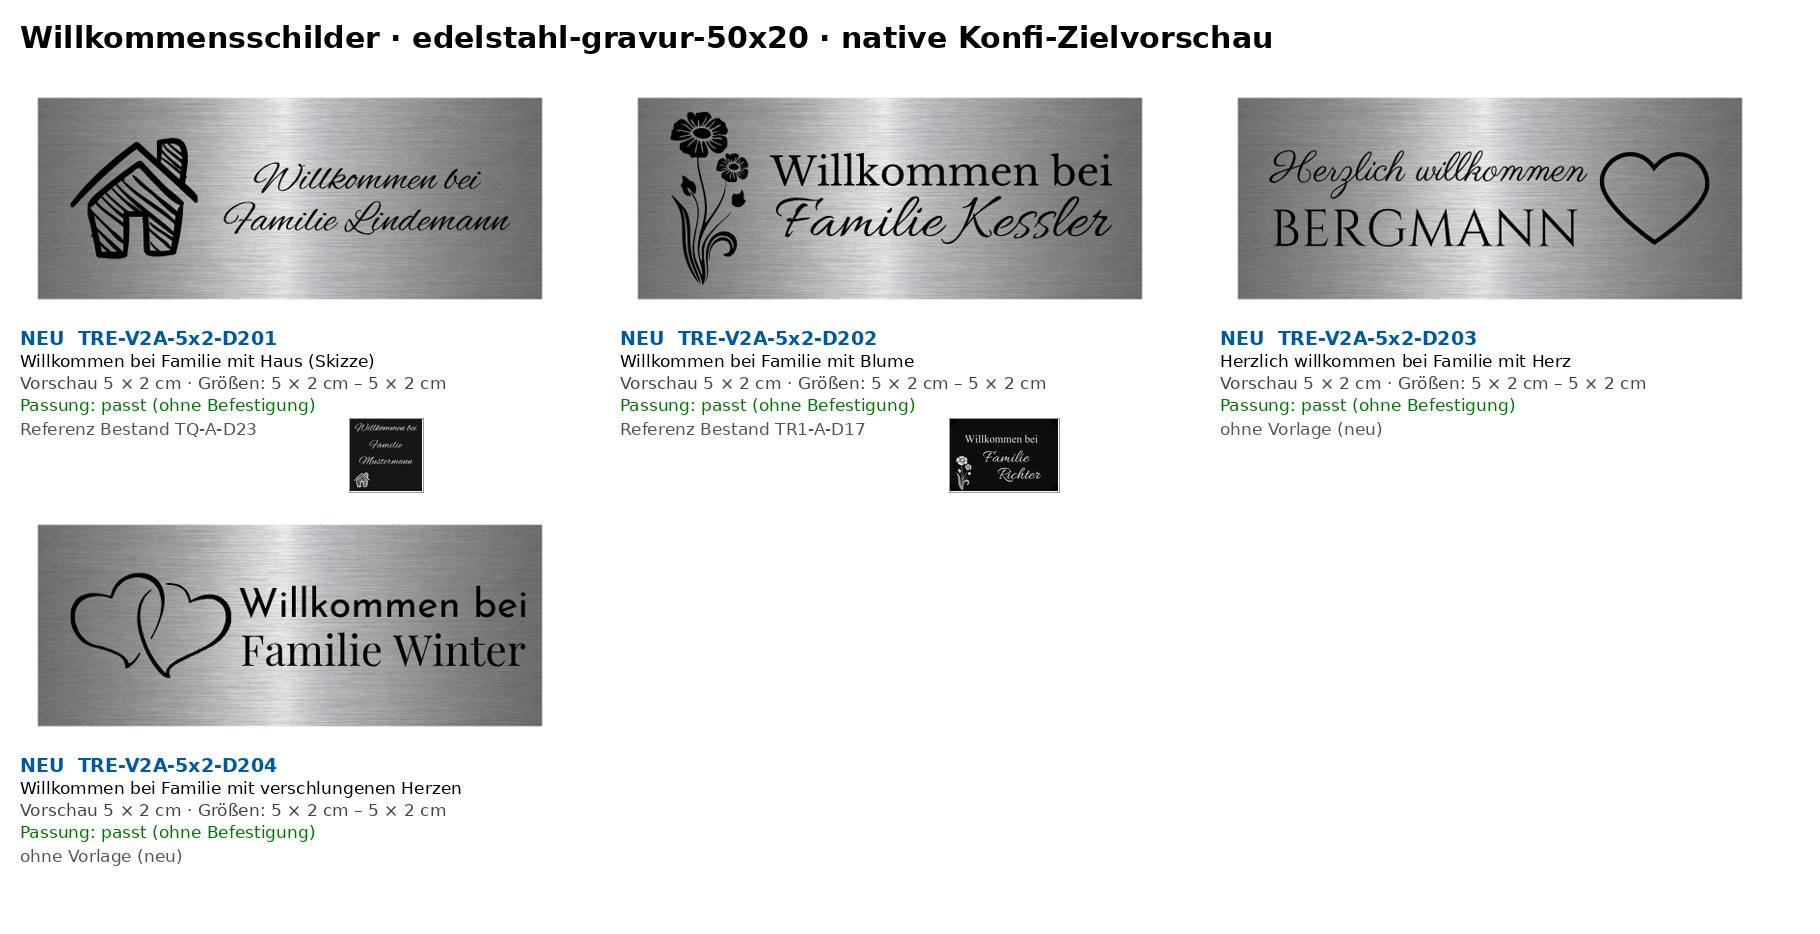 Willkommensschilder · edelstahl-gravur-50x20 · native Konfi-Zielvorschau
Willkommen bei
Familie Lindemann
NEU TRE-V2A-5x2-D201
Willkommen bei Familie mit Haus (Skizze)
Vorschau 5 × 2 cm · Größen: 5 × 2 cm – 5 × 2 cm
Passung: passt (ohne Befestigung)
Referenz Bestand TQ-A-D23
Willkommen bei
Familie
Mustermann
Willkommen bei
Familie Kessler
NEU TRE-V2A-5x2-D202
Willkommen bei Familie mit Blume
Vorschau 5 × 2 cm · Größen: 5 × 2 cm – 5 × 2 cm
Passung: passt (ohne Befestigung)
Referenz Bestand TR1-A-D17
Willkommen bei
Familie
Richter
Herzlich willkommen
BERGMANN
NEU TRE-V2A-5x2-D203
Herzlich willkommen bei Familie mit Herz
Vorschau 5 × 2 cm · Größen: 5 × 2 cm – 5 × 2 cm
Passung: passt (ohne Befestigung)
ohne Vorlage (neu)
Willkommen bei
Familie Winter
NEU TRE-V2A-5x2-D204
Willkommen bei Familie mit verschlungenen Herzen
Vorschau 5 × 2 cm · Größen: 5 × 2 cm – 5 × 2 cm
Passung: passt (ohne Befestigung)
ohne Vorlage (neu)